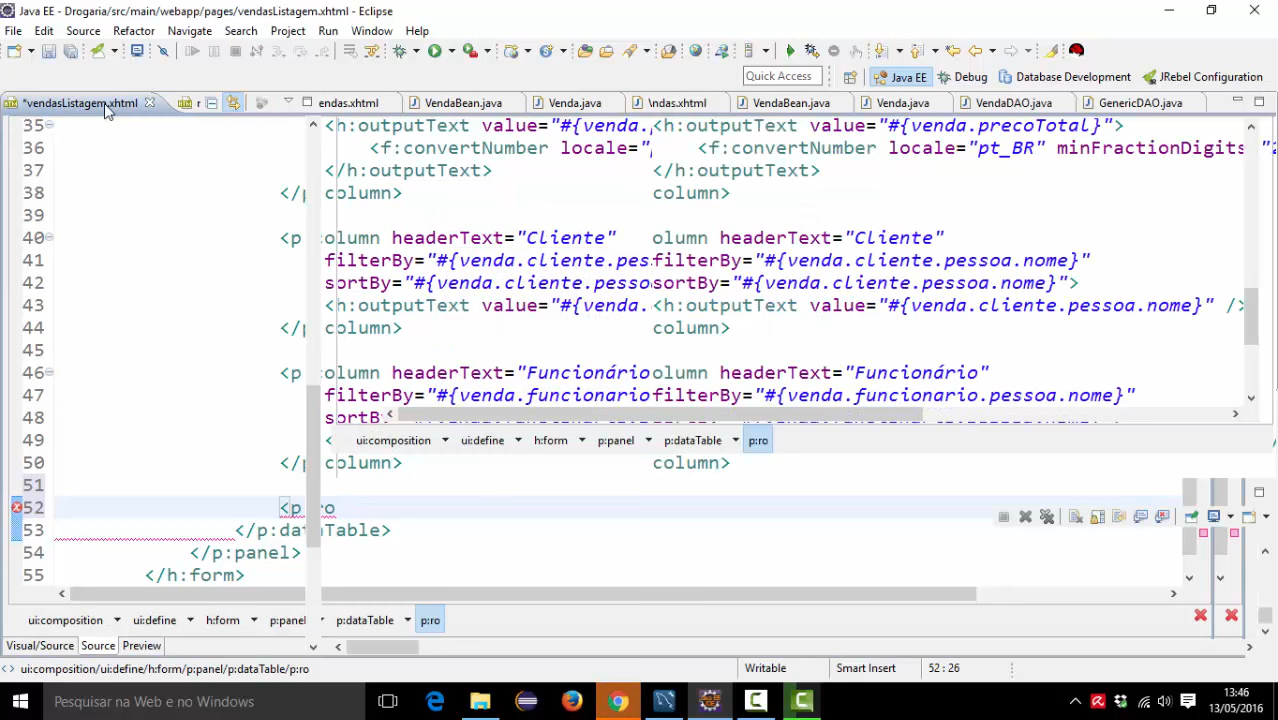 Java EE - Drogaria/src/main/webapp/pages/vendasListagem.xhtml - Eclipse
File Edit Source Refactor Navigate Search Project Run Window Help
Quick Access Java EE Debug Database Development JRebel Configuration
*vendasListagem.xhtml r endas.xhtml VendaBean.java Venda.java \ndas.xhtml VendaBean.java Venda.java VendaDAO.java GenericDAO.java
35 <h:outputText value="#{venda. <h:outputText value="#{venda.precoTotal}">
36 <f:convertNumber locale=" <f:convertNumber locale="pt_BR" minFractionDigits
37 </h:outputText> </h:outputText>
38 </p column> column>
39
40 <p column headerText="Cliente" olumn headerText="Cliente"
41 filterBy="#{venda.cliente.pes filterBy="#{venda.cliente.pessoa.nome}"
42 sortBy="#{venda.cliente.pesso sortBy="#{venda.cliente.pessoa.nome}">
43 <h:outputText value="#{venda. <h:outputText value="#{venda.cliente.pessoa.nome}" />
44 </p column> column>
45
46 <p column headerText="Funcionário olumn headerText="Funcionário"
47 filterBy="#{venda.funcionario filterBy="#{venda.funcionario.pessoa.nome}"
48 sortB
49
ui:composition ui:define h:form p:panel p:dataTable p:ro
50 </p column> column>
51
52 <p ro
53 </p:dataTable>
54 </p:panel>
55 </h:form>
ui:composition ui:define h:form p:panel p:dataTable p:ro
Visual/Source Source Preview
ui:composition/ui:define/h:form/p:panel/p:dataTable/p:ro Writable Smart Insert 52 : 26
Pesquisar na Web e no Windows 13:46
13/05/2016